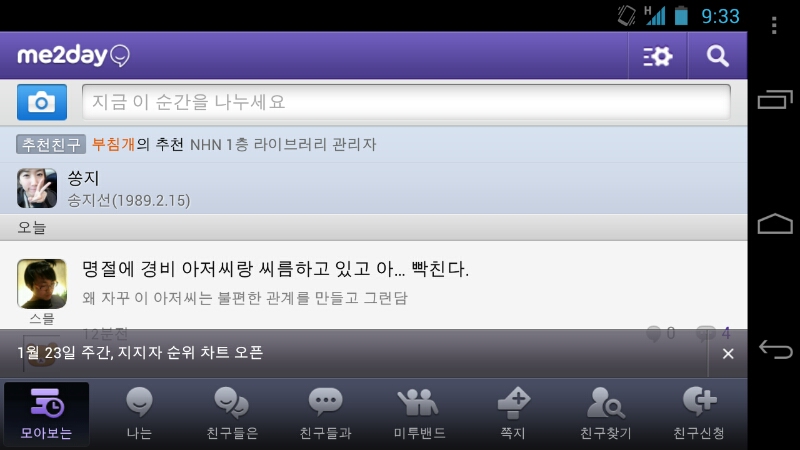 H 9:33
me2day
지금 이 순간을 나누세요
추천친구 부침개의 추천 NHN 1층 라이브러리 관리자
쏭지
송지선(1989.2.15)
오늘
명절에 경비 아저씨랑 씨름하고 있고 아... 빡친다.
왜 자꾸 이 아저씨는 불편한 관계를 만들고 그런담
스믈
12분전 0 4
1월 23일 주간, 지지자 순위 차트 오픈
모아보는 나는 친구들은 친구들과 미투밴드 쪽지 친구찾기 친구신청